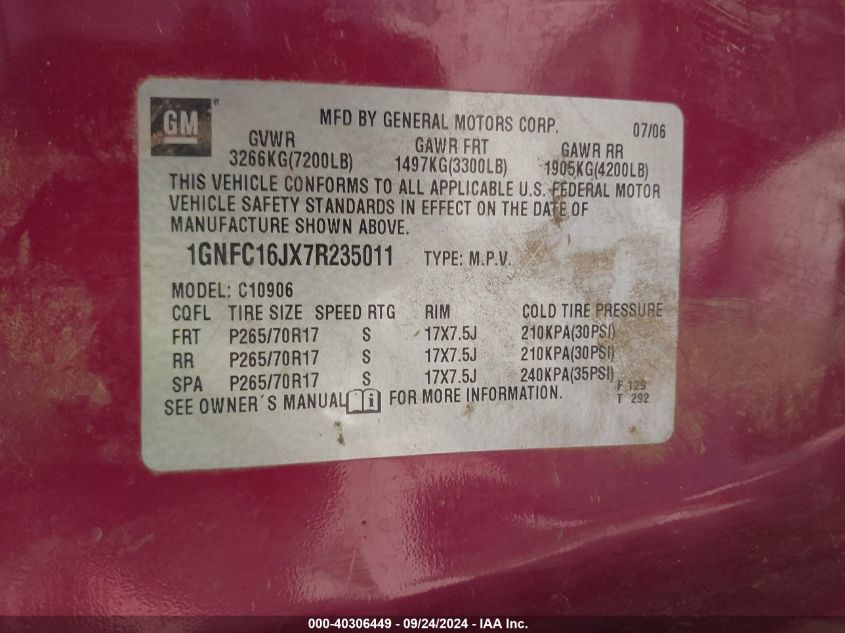 GM ®
MFD BY GENERAL MOTORS CORP. 07/06
GVWR GAWR FRT GAWR RR
3266KG(7200LB) 1497KG(3300LB) 1905KG(4200LB)
THIS VEHICLE CONFORMS TO ALL APPLICABLE U.S. FEDERAL MOTOR
VEHICLE SAFETY STANDARDS IN EFFECT ON THE DATE OF
MANUFACTURE SHOWN ABOVE.
1GNFC16JX7R235011 TYPE: M.P.V.
MODEL: C10906
CQFL TIRE SIZE SPEED RTG RIM COLD TIRE PRESSURE
FRT P265/70R17 S 17X7.5J 210KPA(30PSI)
RR P265/70R17 S 17X7.5J 210KPA(30PSI)
SPA P265/70R17 S 17X7.5J 240KPA(35PSI)
F 129
SEE OWNER'S MANUAL i FOR MORE INFORMATION. T 292
000-40306449 - 09/24/2024 - IAA Inc.